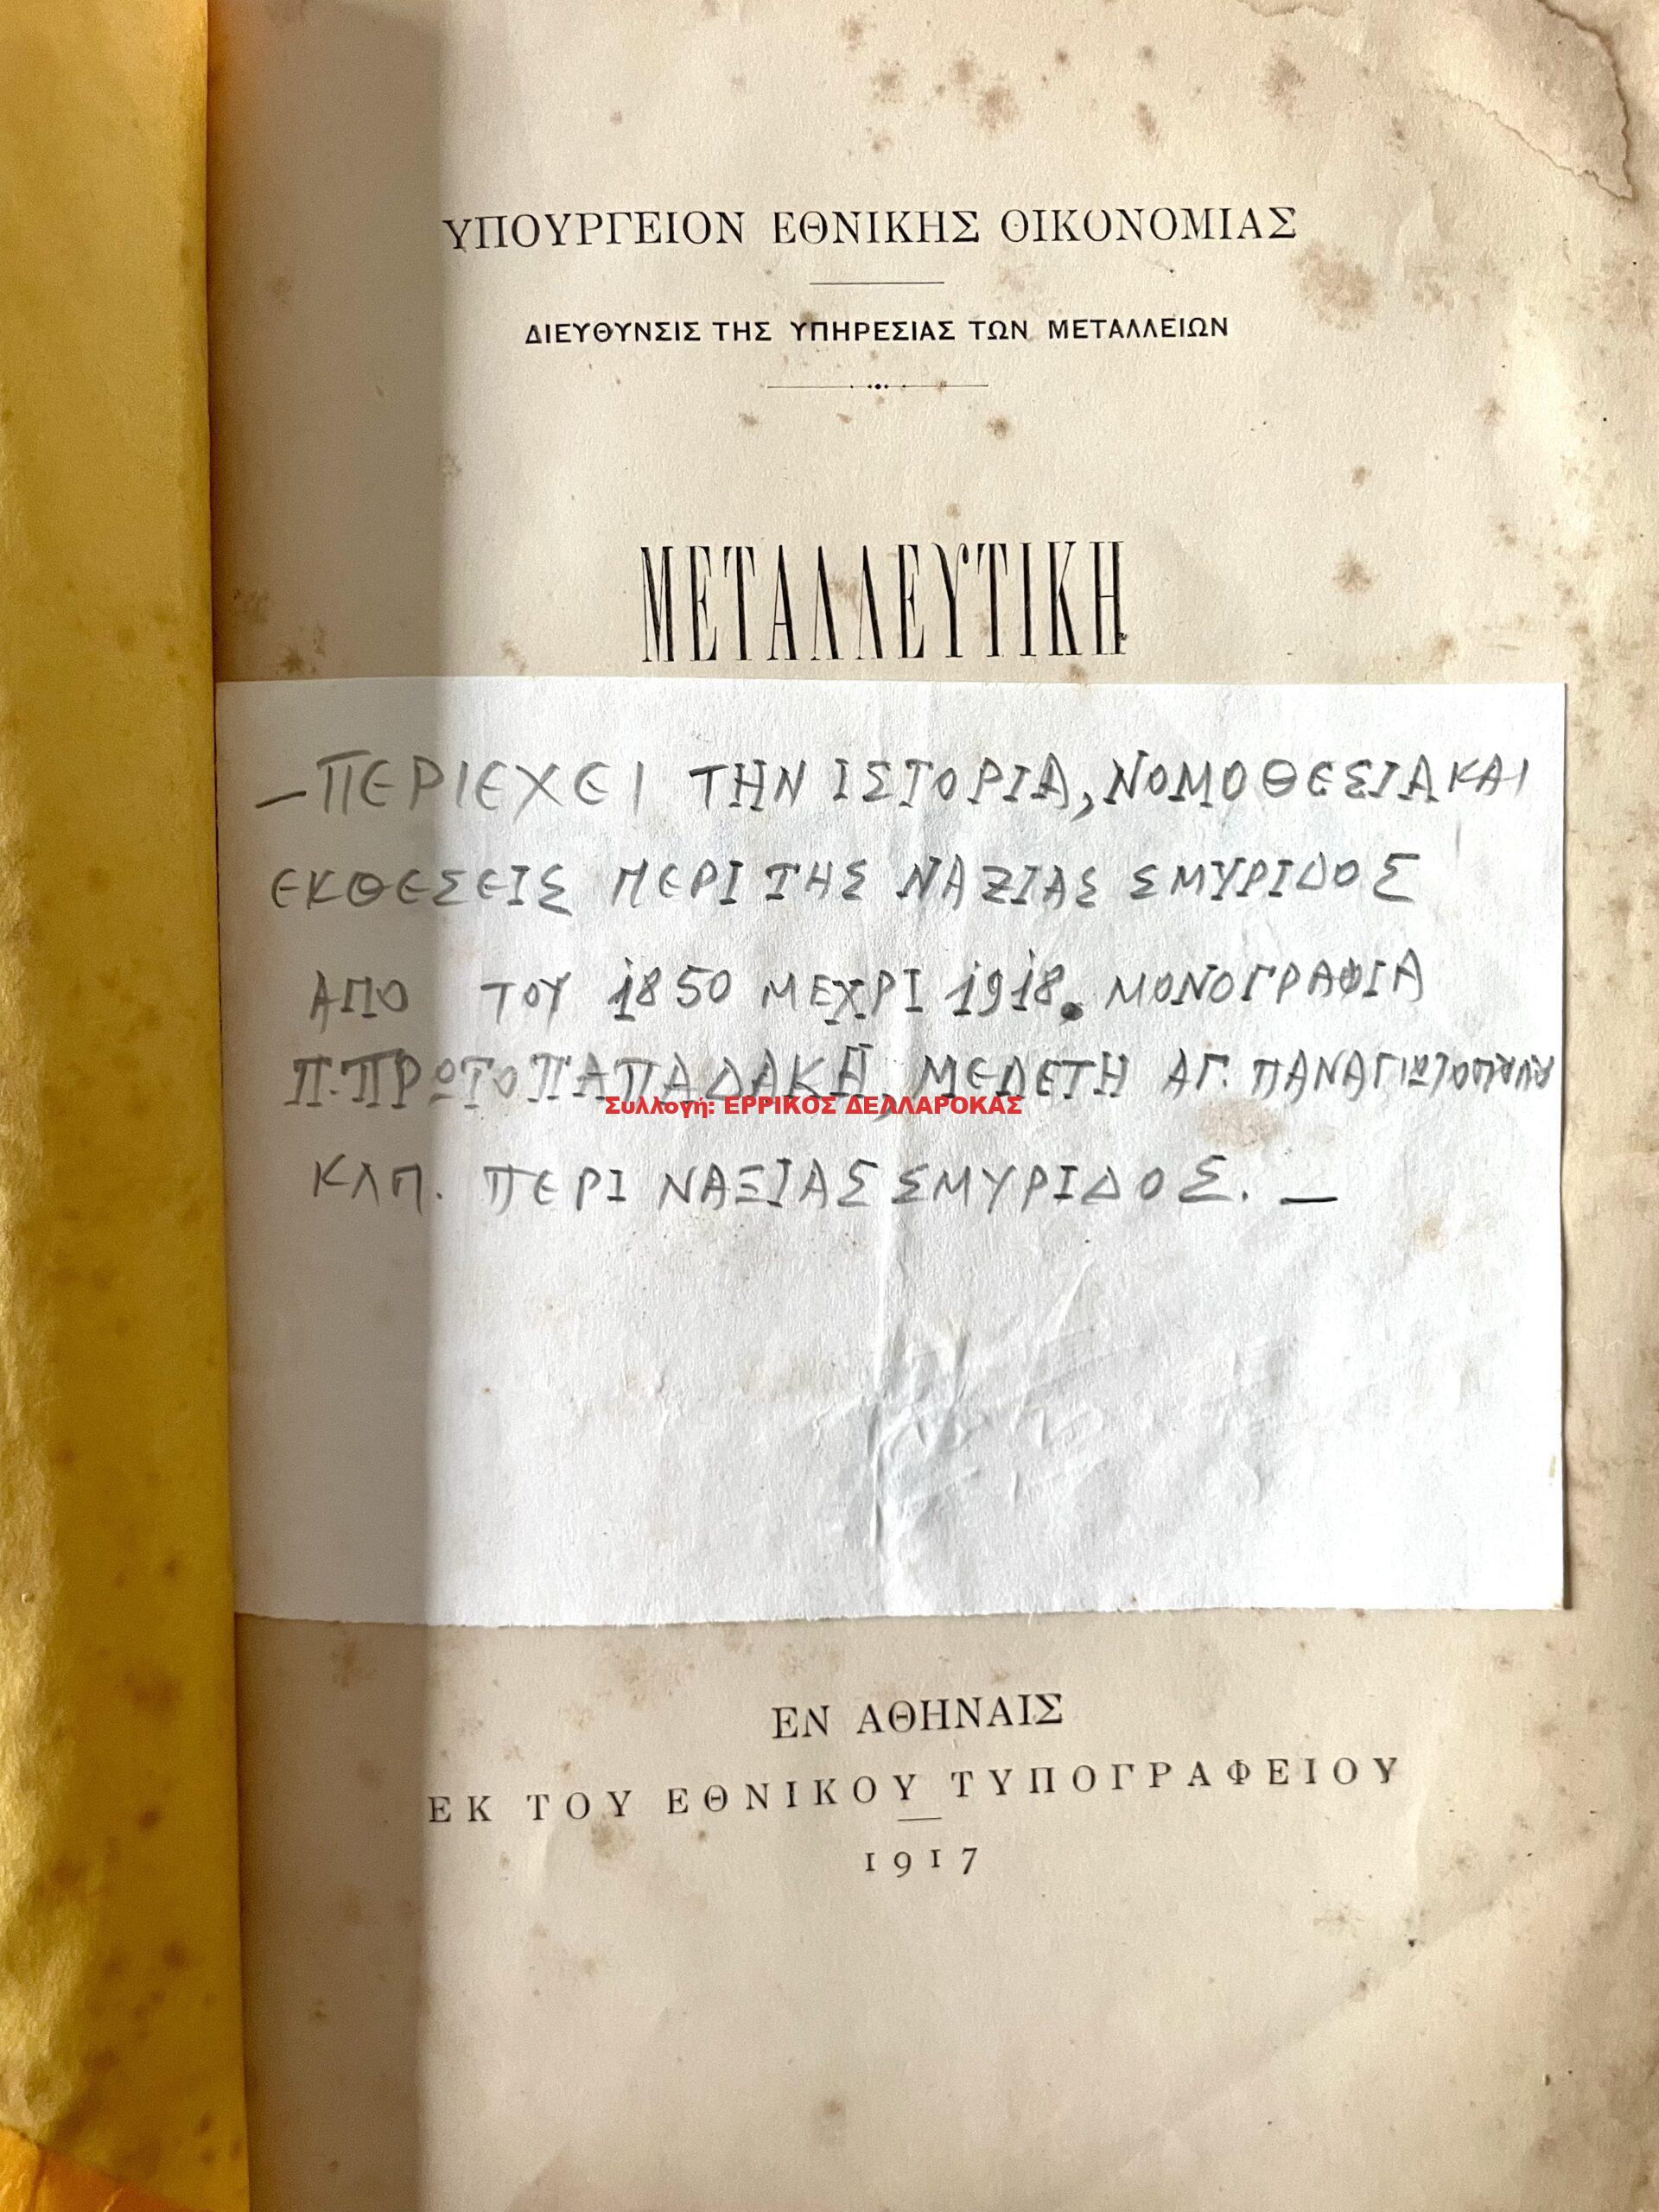 ΥΠΟΥΡΓΕΙΟΝ ΕΘΝΙΚΗΣ ΟΙΚΟΝΟΜΙΑΣ
ΔΙΕΥΘΥΝΣΙΣ ΤΗΣ ΥΠΗΡΕΣΙΑΣ ΤΩΝ ΜΕΤΑΛΛΕΙΩΝ
ΜΕΤΑΛΛΕΥΤΙΚΗ
—ΠΕΡΙΕΧΕΙ ΤΗΝ ΙΣΤΟΡΙΑ, ΝΟΜΟΘΕΣΙΑ ΚΑΙ
ΕΚΘΕΣΕΙΣ ΠΕΡΙ ΤΗΣ ΝΑΞΙΑΣ ΣΜΥΡΙΔΟΣ
ΑΠΟ ΤΟΥ 1850 ΜΕΧΡΙ 1918. ΜΟΝΟΓΡΑΦΙΑ
Π. ΠΡΩΤΟΠΑΠΑΔΑΚΗ, ΜΕΛΕΤΗ ΑΓ. ΠΑΝΑΓΙΩΤΟΠΟΥΛΟΥ
Συλλογή: ΕΡΡΙΚΟΣ ΔΕΛΛΑΡΟΚΑΣ
ΚΛΠ. ΠΕΡΙ ΝΑΞΙΑΣ ΣΜΥΡΙΔΟΣ. —
ΕΝ ΑΘΗΝΑΙΣ
ΕΚ ΤΟΥ ΕΘΝΙΚΟΥ ΤΥΠΟΓΡΑΦΕΙΟΥ
1917